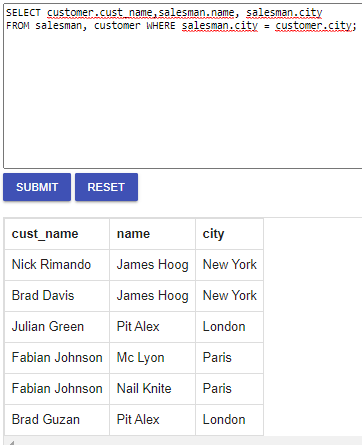 SELECT customer.cust_name,salesman.name, salesman.city
FROM salesman, customer WHERE salesman.city = customer.city;
SUBMIT RESET
cust_name name city
Nick Rimando James Hoog New York
Brad Davis James Hoog New York
Julian Green Pit Alex London
Fabian Johnson Mc Lyon Paris
Fabian Johnson Nail Knite Paris
Brad Guzan Pit Alex London